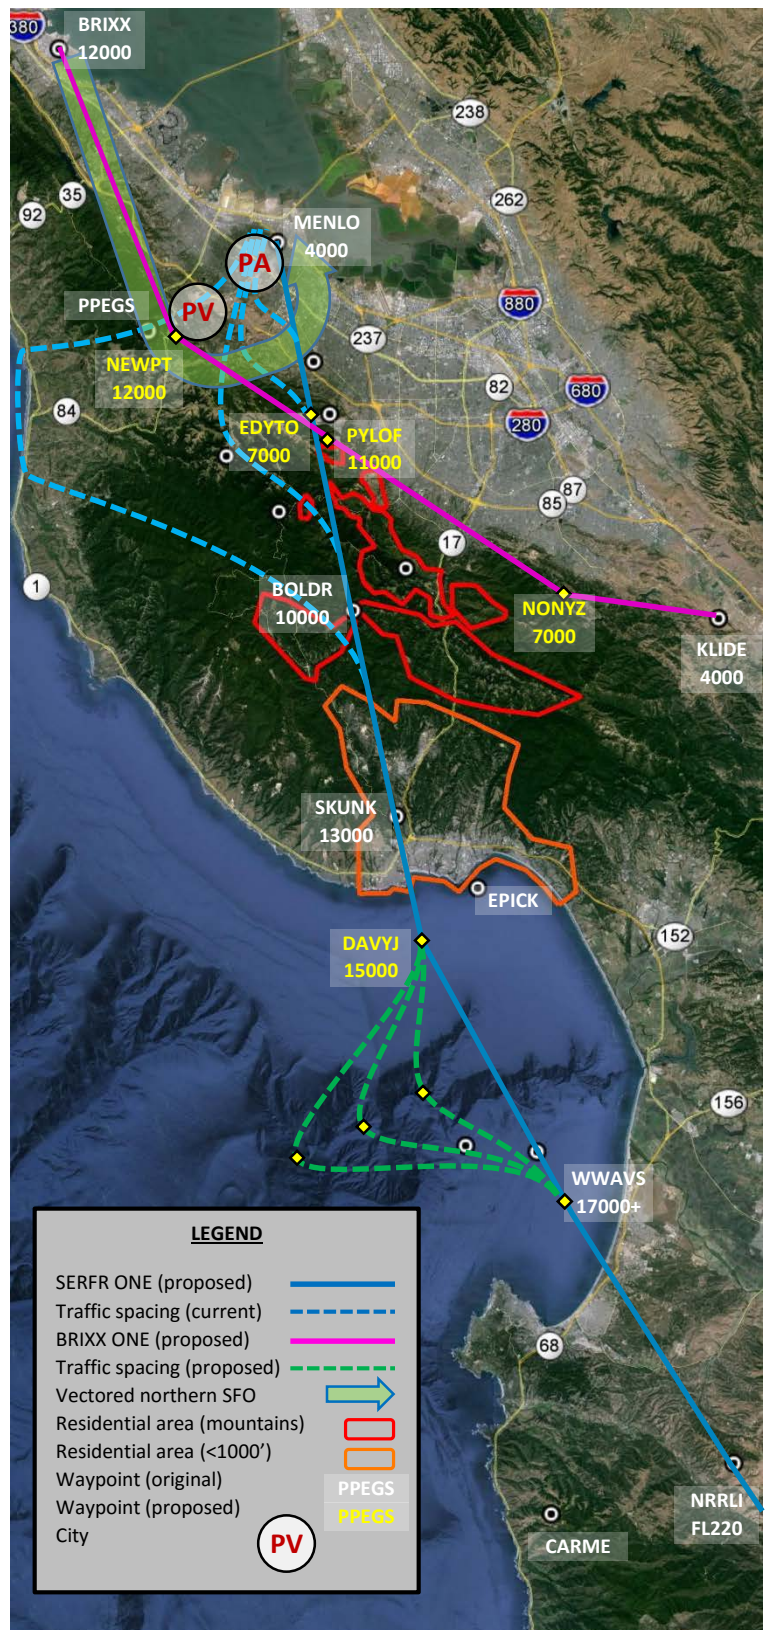 380
BRIXX
12000
238
35
262
92
MENLO
4000
PA
PPEGS
PV
880
237
NEWPT
12000
82
680
84
EDYTO
7000
PYLOF
11000
280
87
85
17
1
BOLDR
10000
NONYZ
7000
KLIDE
4000
SKUNK
13000
EPICK
152
DAVYJ
15000
156
WWAVS
17000+
68
NRRLI
FL220
CARME
LEGEND
SERFR ONE (proposed)
Traffic spacing (current)
BRIXX ONE (proposed)
Traffic spacing (proposed)
Vectored northern SFO
Residential area (mountains)
Residential area (<1000’)
Waypoint (original) PPEGS
Waypoint (proposed) PPEGS
City PV